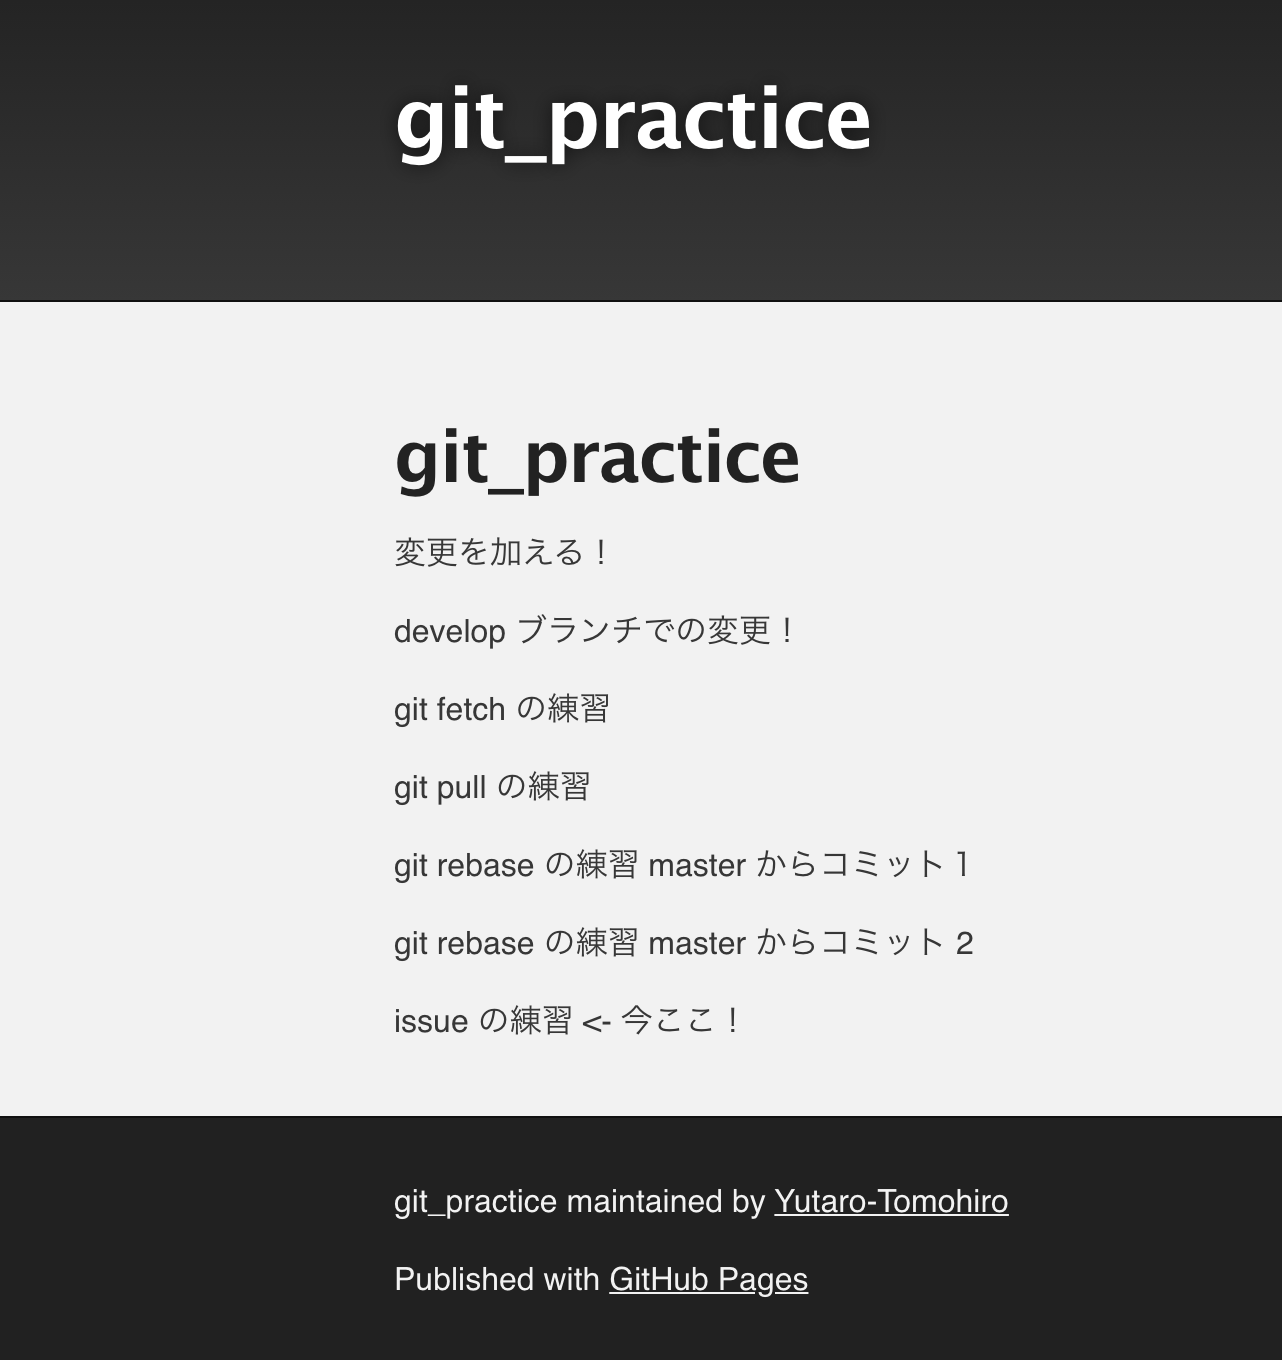 git_practice
git_practice
変更を加える！
develop ブランチでの変更！
git fetch の練習
git pull の練習
git rebase の練習 master からコミット 1
git rebase の練習 master からコミット 2
issue の練習 <- 今ここ！
git_practice maintained by Yutaro-Tomohiro
Published with GitHub Pages